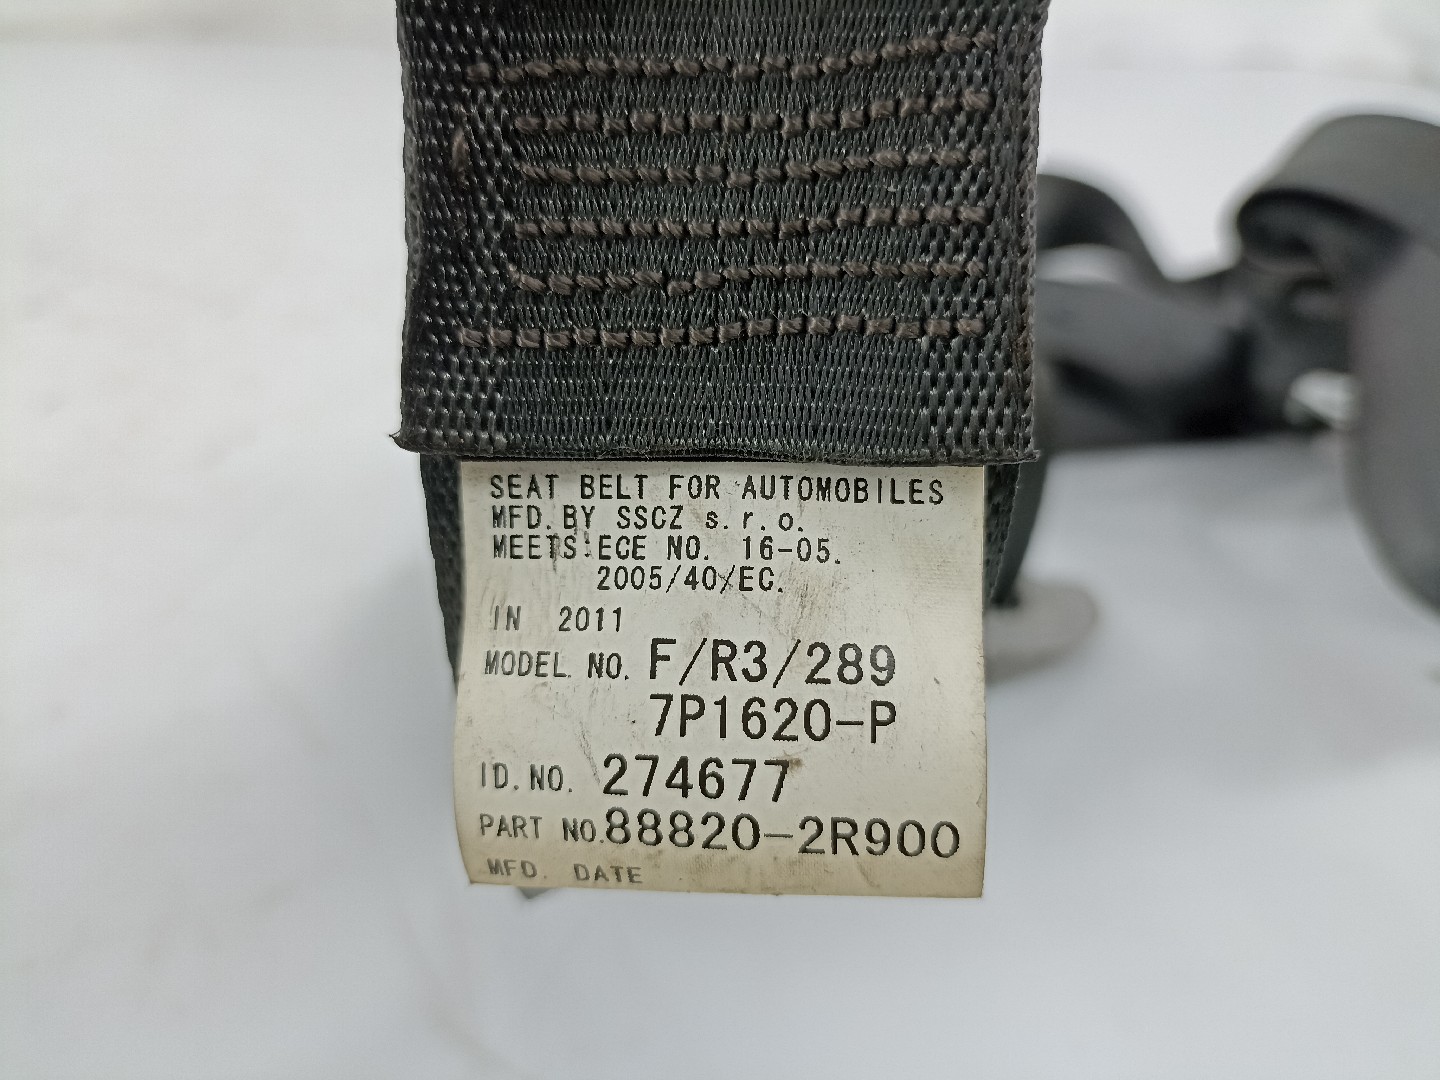 SEAT BELT FOR AUTOMOBILES
MFD. BY SSCZ s.r.o.
MEETS ECE NO. 16-05.
2005/40/EC.
IN 2011
MODEL NO. F/R3/289
7P1620-P
ID. NO. 274677
PART NO. 88820-2R900
MFD. DATE